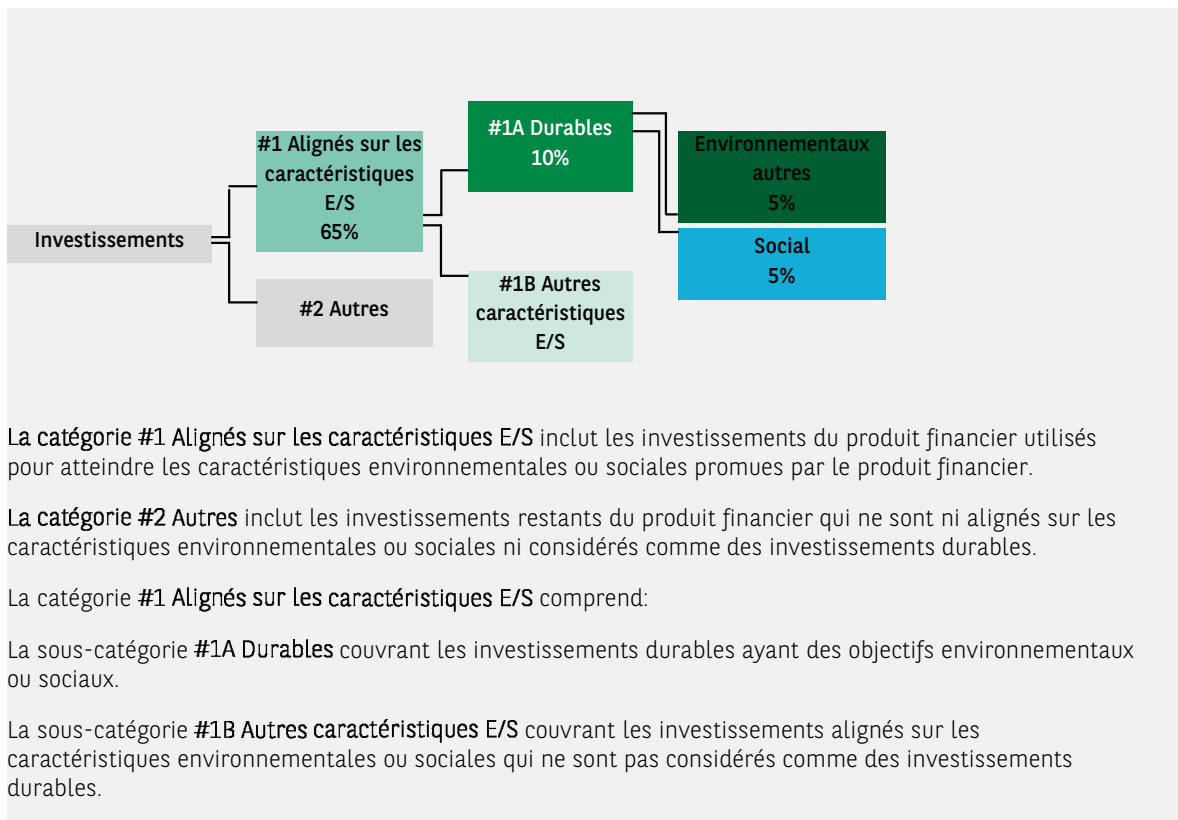 #1A Durables
10%
#1 Alignés sur les
caractéristiques
E/S
65%
Environnementaux
autres
5%
Investissements
Social
5%
#2 Autres
#1B Autres
caractéristiques
E/S
La catégorie #1 Alignés sur les caractéristiques E/S inclut les investissements du produit financier utilisés
pour atteindre les caractéristiques environnementales ou sociales promues par le produit financier.
La catégorie #2 Autres inclut les investissements restants du produit financier qui ne sont ni alignés sur les
caractéristiques environnementales ou sociales ni considérés comme des investissements durables.
La catégorie #1 Alignés sur les caractéristiques E/S comprend:
La sous-catégorie #1A Durables couvrant les investissements durables ayant des objectifs environnementaux
ou sociaux.
La sous-catégorie #1B Autres caractéristiques E/S couvrant les investissements alignés sur les
caractéristiques environnementales ou sociales qui ne sont pas considérés comme des investissements
durables.